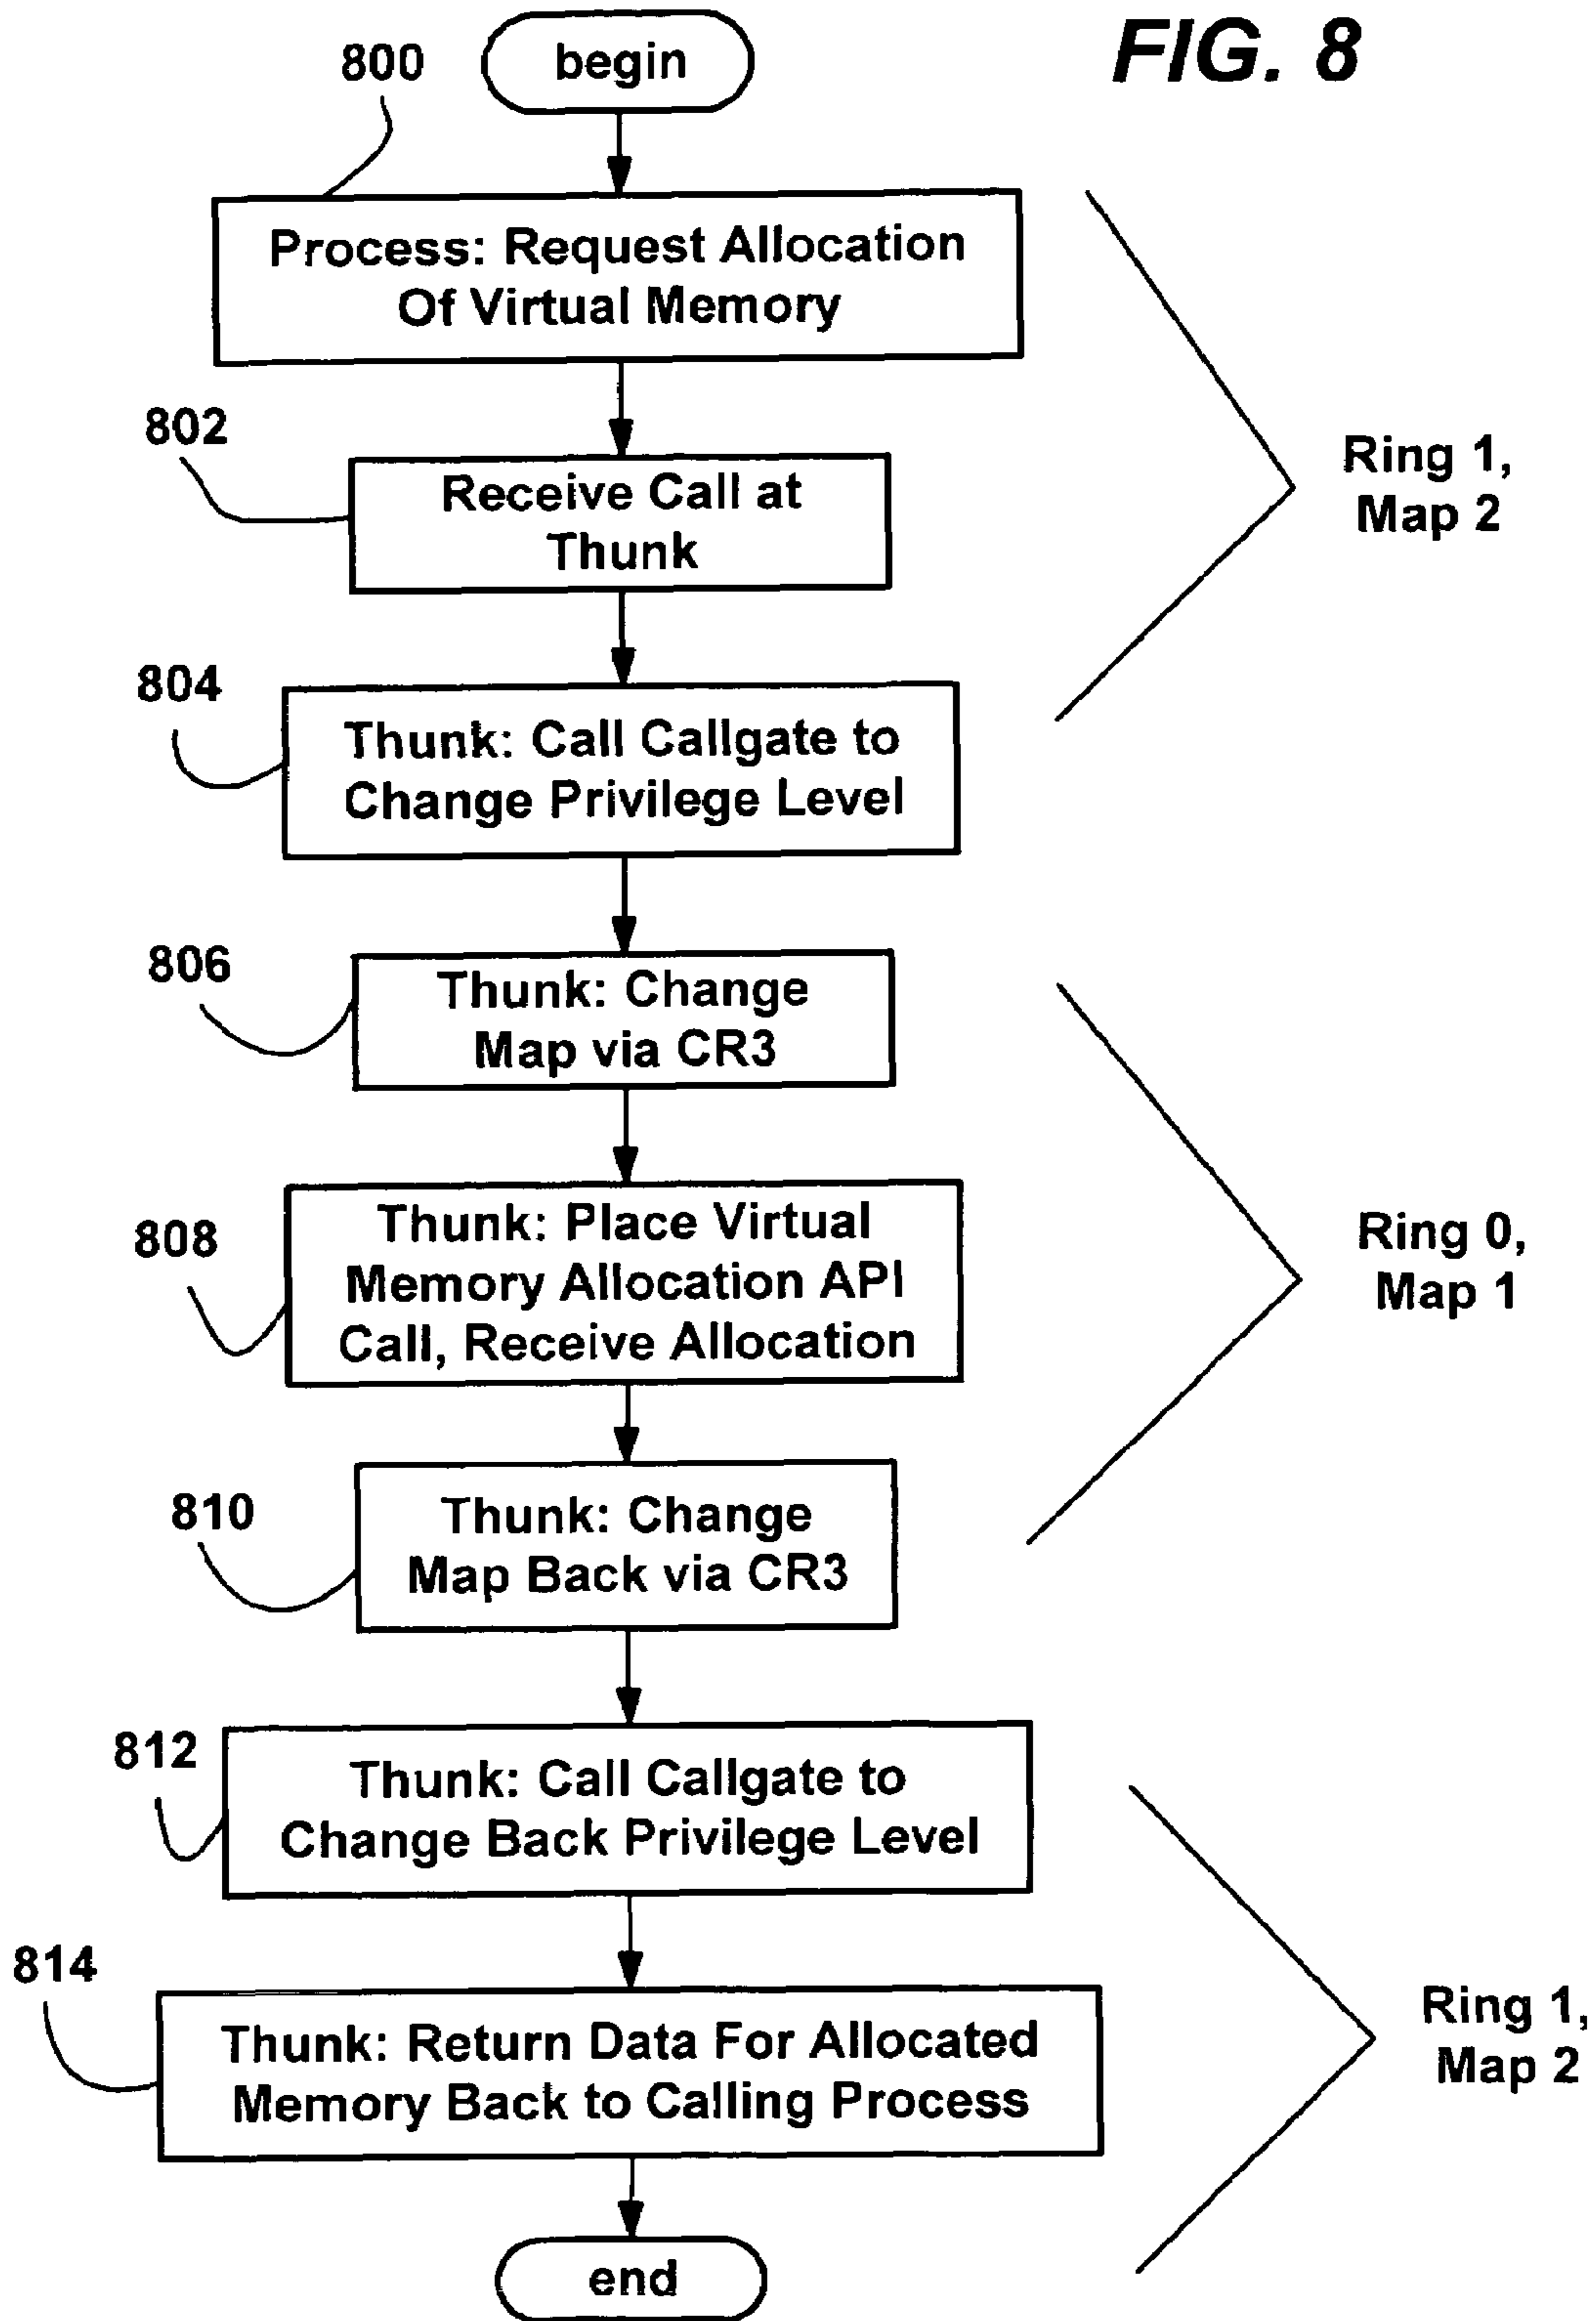 FIG. 8
begin
800
Process: Request Allocation
Of Virtual Memory
802
Receive Call at
Thunk
Ring 1,
Map 2
804
Thunk: Call Callgate to
Change Privilege Level
806
Thunk: Change
Map via CR3
808
Thunk: Place Virtual
Memory Allocation API
Call, Receive Allocation
Ring 0,
Map 1
810
Thunk: Change
Map Back via CR3
812
Thunk: Call Callgate to
Change Back Privilege Level
814
Thunk: Return Data For Allocated
Memory Back to Calling Process
Ring 1,
Map 2
end